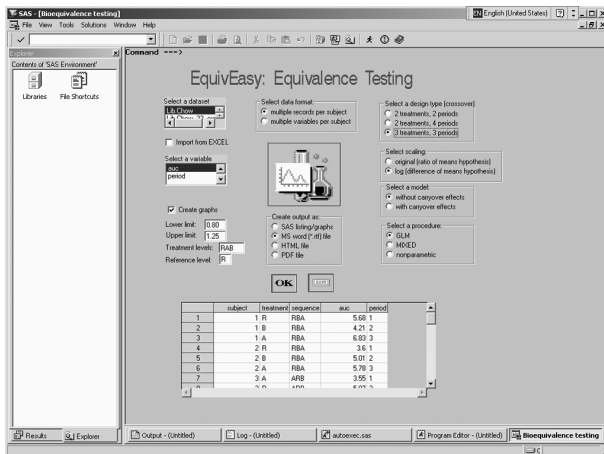 SAS - [Bioequivalence testing]
EN English (United States)
File View Tools Solutions Window Help
Explorer
Command ===>
Contents of 'SAS Environment'
Libraries File Shortcuts
EquivEasy: Equivalence Testing
Select a dataset
Lib.Chow
Import from EXCEL
Select a variable
auc
period
Create graphs
Lower limit: 0.80
Upper limit: 1.25
Treatment levels: RAB
Reference level: R
Select data format:
multiple records per subject
multiple variables per subject
Create output as:
SAS listing/graphs
MS word (*.rtf) file
HTML file
PDF file
OK
Select a design type (crossover)
2 treatments, 2 periods
2 treatments, 4 periods
3 treatments, 3 periods
Select scaling:
original (ratio of means hypothesis)
log (difference of means hypothesis)
Select a model:
without carryover effects
with carryover effects
Select a procedure:
GLM
MIXED
nonparametric
subject treatment sequence auc period
1 1 R RBA 5.68 1
2 1 B RBA 4.21 2
3 1 A RBA 6.83 3
4 2 R RBA 3.6 1
5 2 B RBA 5.01 2
6 2 A RBA 5.78 3
7 3 A ARB 3.55 1
Results Explorer
Output - (Untitled) Log - (Untitled) autoexec.sas Program Editor - (Untitled) Bioequivalence testing